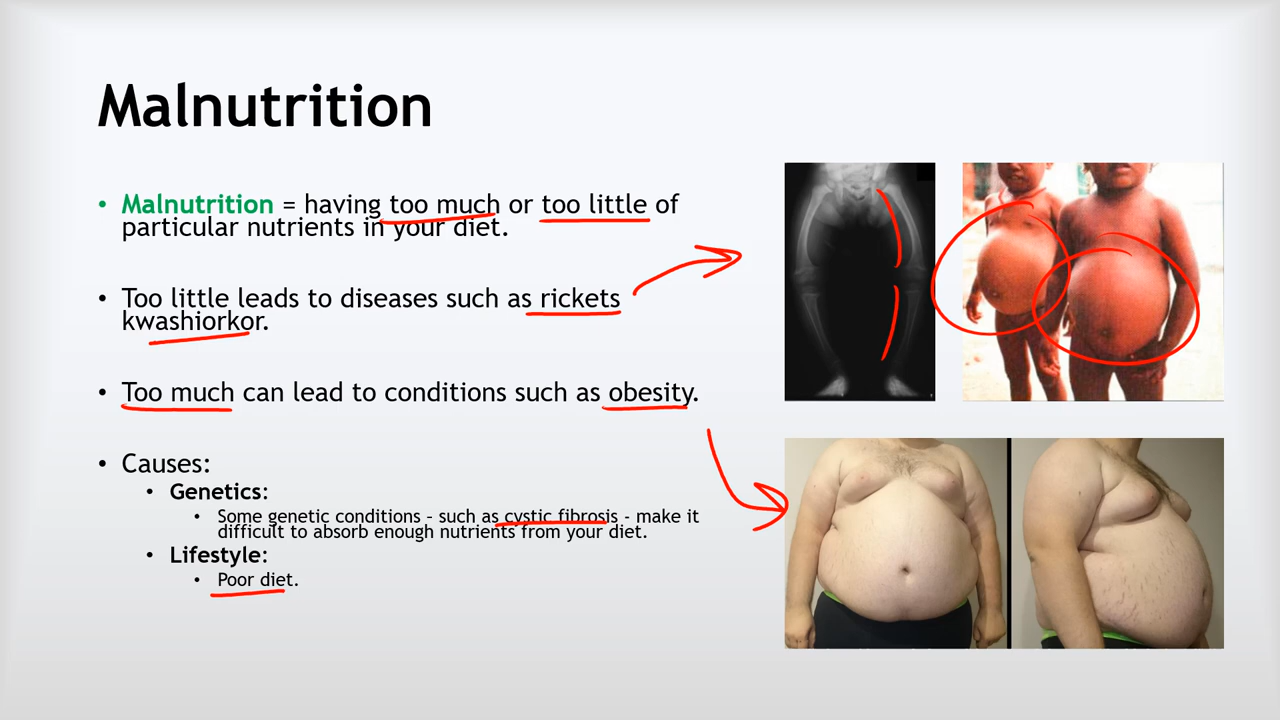 Malnutrition
• Malnutrition = having too much or too little of
particular nutrients in your diet.
• Too little leads to diseases such as rickets
kwashiorkor.
• Too much can lead to conditions such as obesity.
• Causes:
• Genetics:
• Some genetic conditions – such as cystic fibrosis - make it
difficult to absorb enough nutrients from your diet.
• Lifestyle:
• Poor diet.